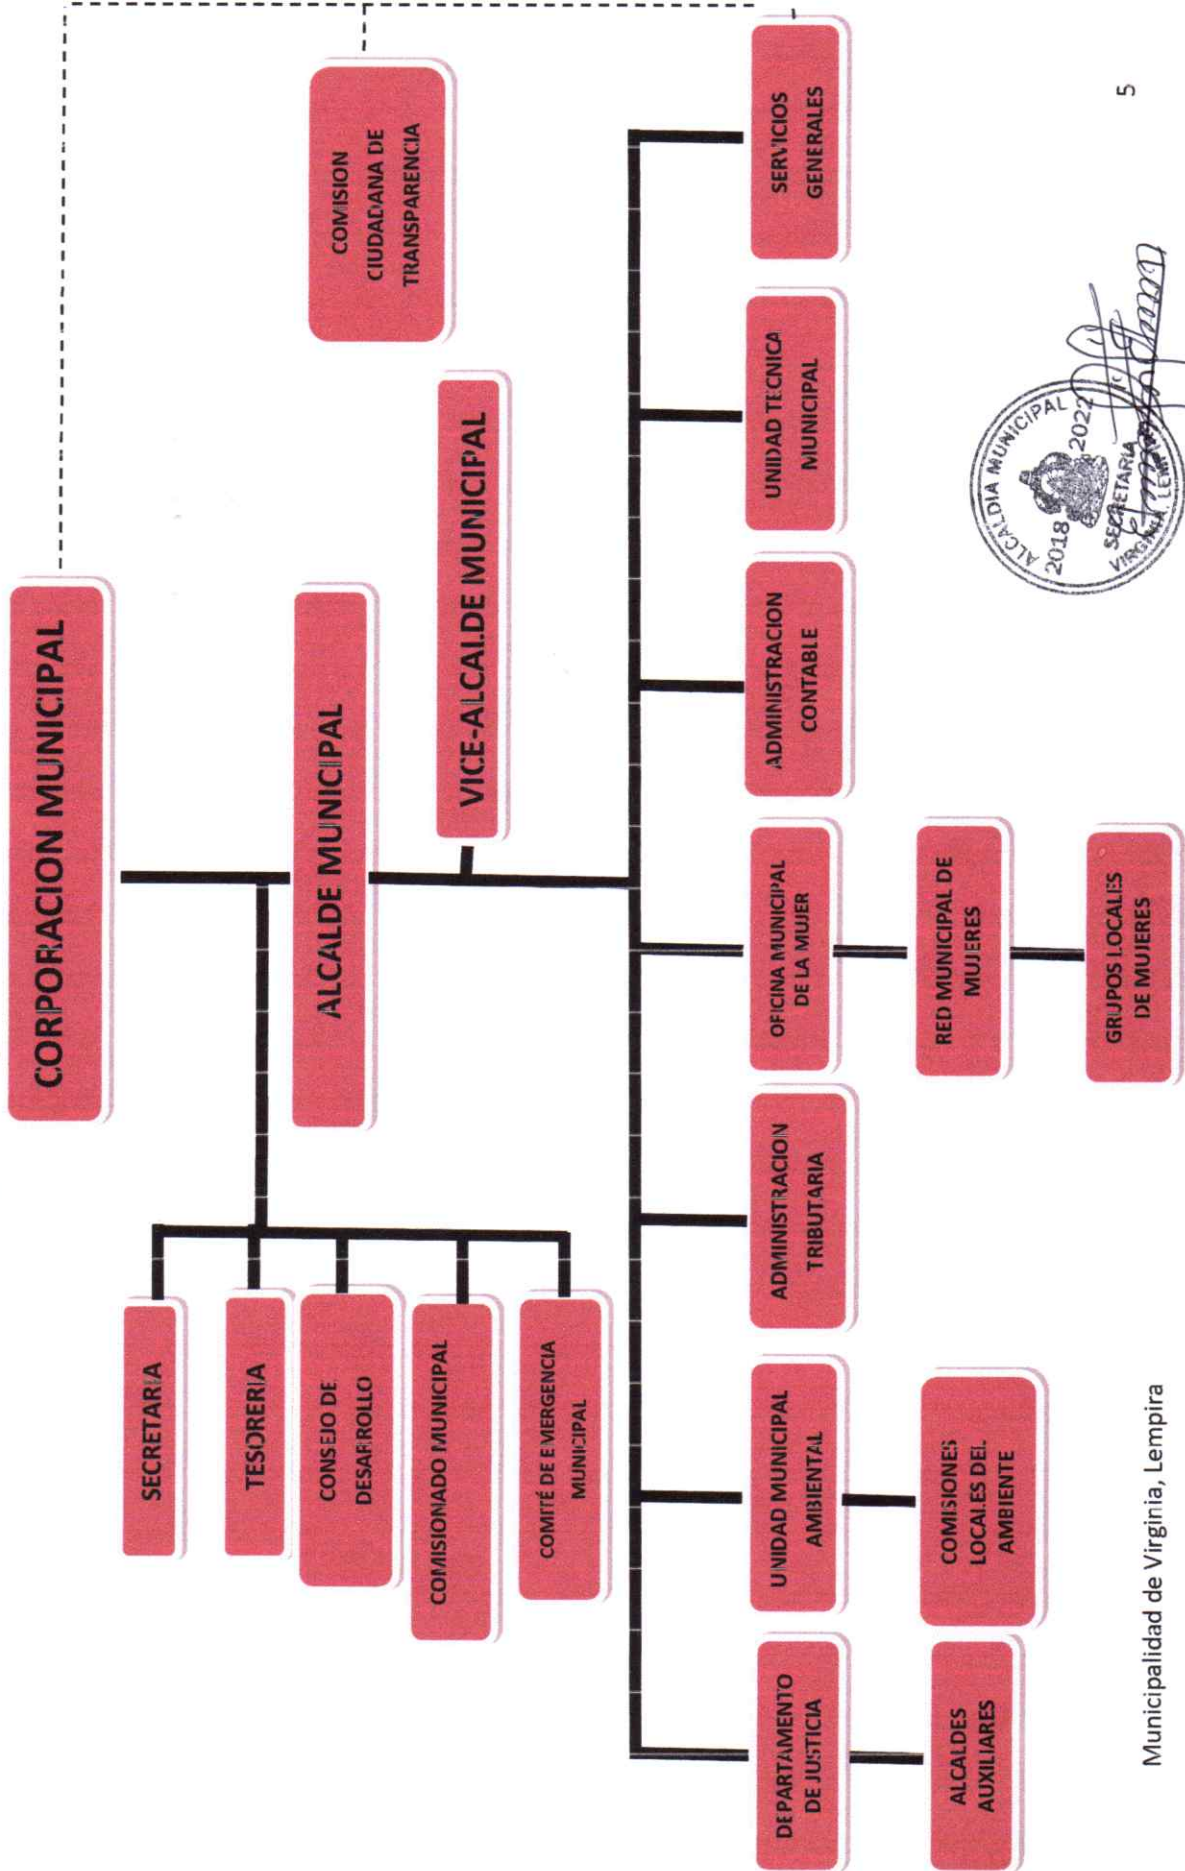 CORPORACION MUNICIPAL
COMISION
CIUDADANA DE
TRANSPARENCIA
ALCALDE MUNICIPAL
VICE-ALCALDE MUNICIPAL
SECRETARIA
TESORERIA
CONSEJO DE
DESARROLLO
COMISIONADO MUNICIPAL
COMITÉ DE EMERGENCIA
MUNICIPAL
DEPARTAMENTO
DE JUSTICIA
UNIDAD MUNICIPAL
AMBIENTAL
ADMINISTRACION
TRIBUTARIA
OFICINA MUNICIPAL
DE LA MUJER
ADMINISTRACION
CONTABLE
UNIDAD TECNICA
MUNICIPAL
SERVICIOS
GENERALES
ALCALDES
AUXILIARES
COMISIONES
LOCALES DEL
AMBIENTE
RED MUNICIPAL DE
MUJERES
GRUPOS LOCALES
DE MUJERES
ALCALDIA MUNICIPAL
2018 2022
SECRETARIA
VIRGINIA, LEMPIRA
Municipalidad de Virginia, Lempira
5